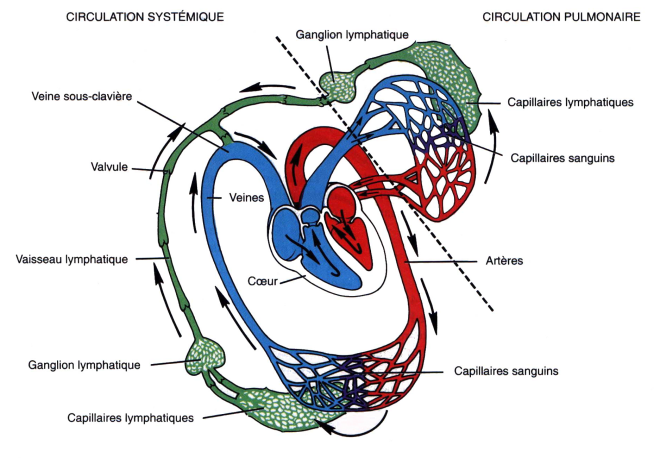 CIRCULATION SYSTÉMIQUE
CIRCULATION PULMONAIRE
Ganglion lymphatique
Veine sous-clavière
Capillaires lymphatiques
Capillaires sanguins
Valvule
Veines
Vaisseau lymphatique
Artères
Cœur
Ganglion lymphatique
Capillaires sanguins
Capillaires lymphatiques